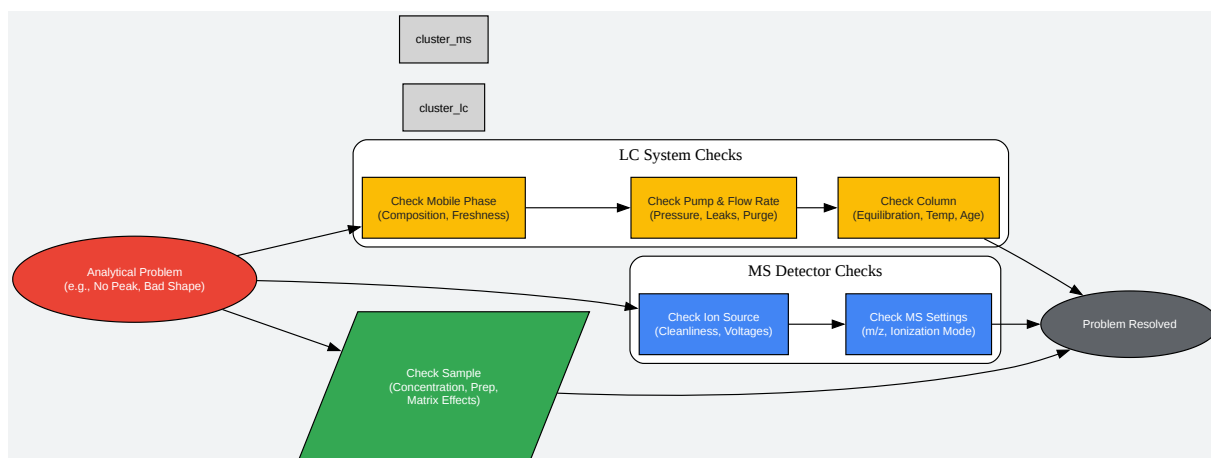 cluster_ms
cluster_lc
LC System Checks
Check Mobile Phase
(Composition, Freshness)
Check Pump & Flow Rate
(Pressure, Leaks, Purge)
Check Column
(Equilibration, Temp, Age)
Analytical Problem
(e.g., No Peak, Bad Shape)
MS Detector Checks
Check Ion Source
(Cleanliness, Voltages)
Check MS Settings
(m/z, Ionization Mode)
Problem Resolved
Check Sample
(Concentration, Prep,
Matrix Effects)